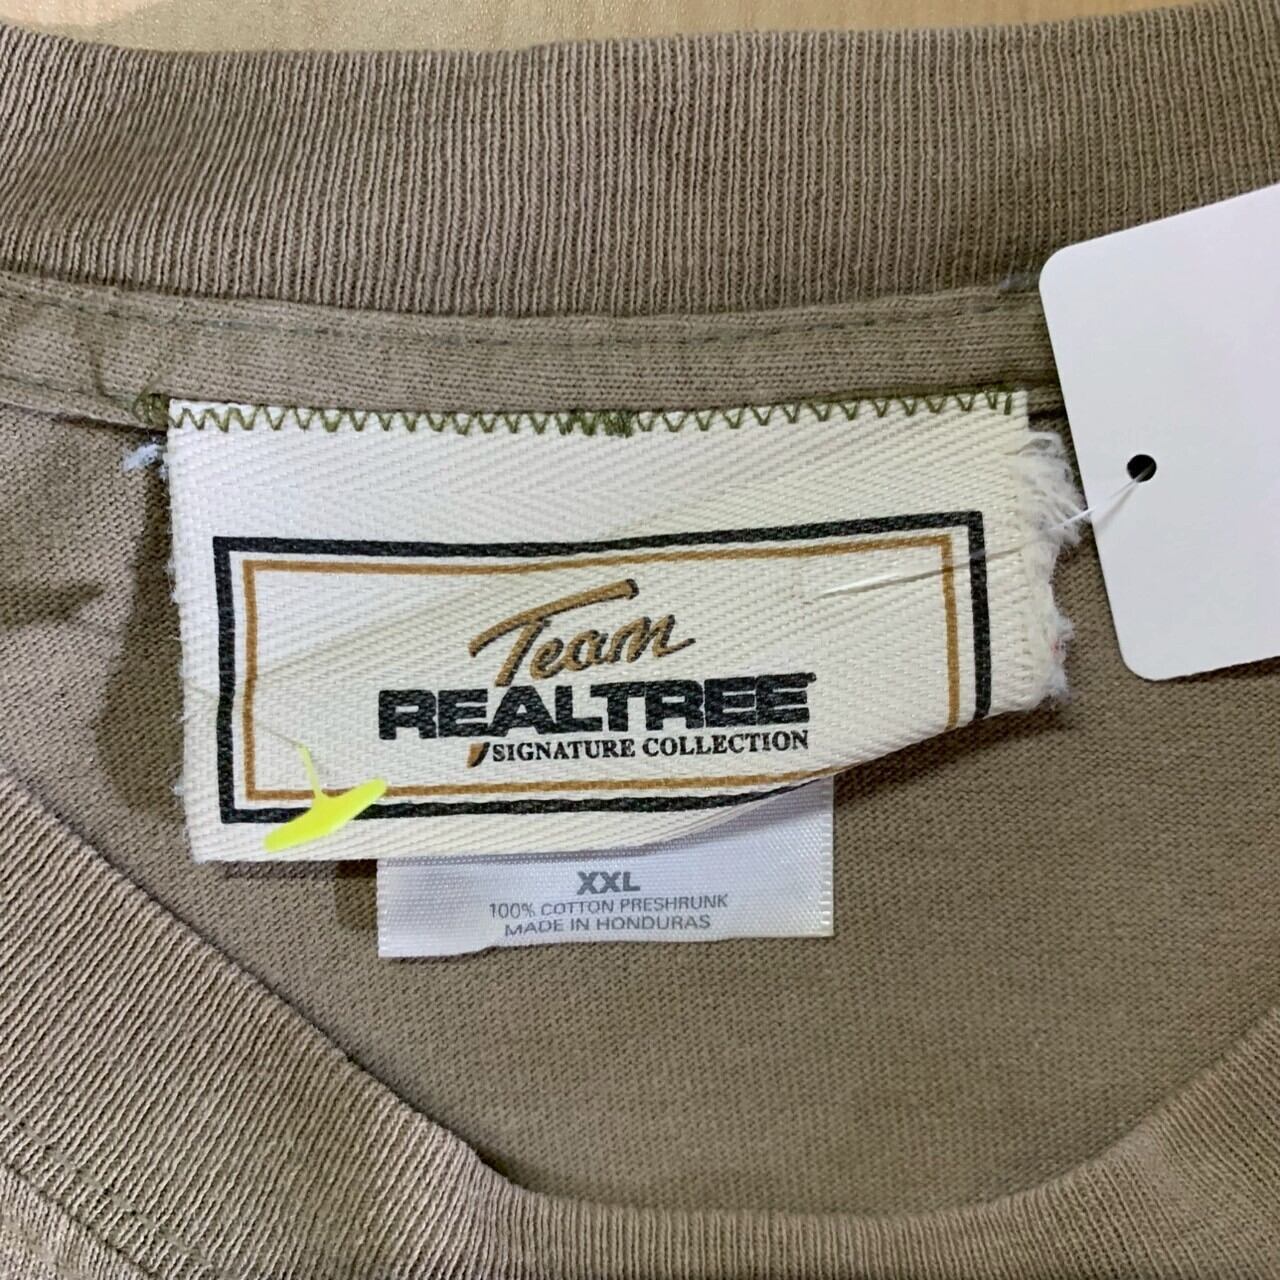 Team
REALTREE®
SIGNATURE COLLECTION
XXL
100% COTTON PRESHRUNK
MADE IN HONDURAS